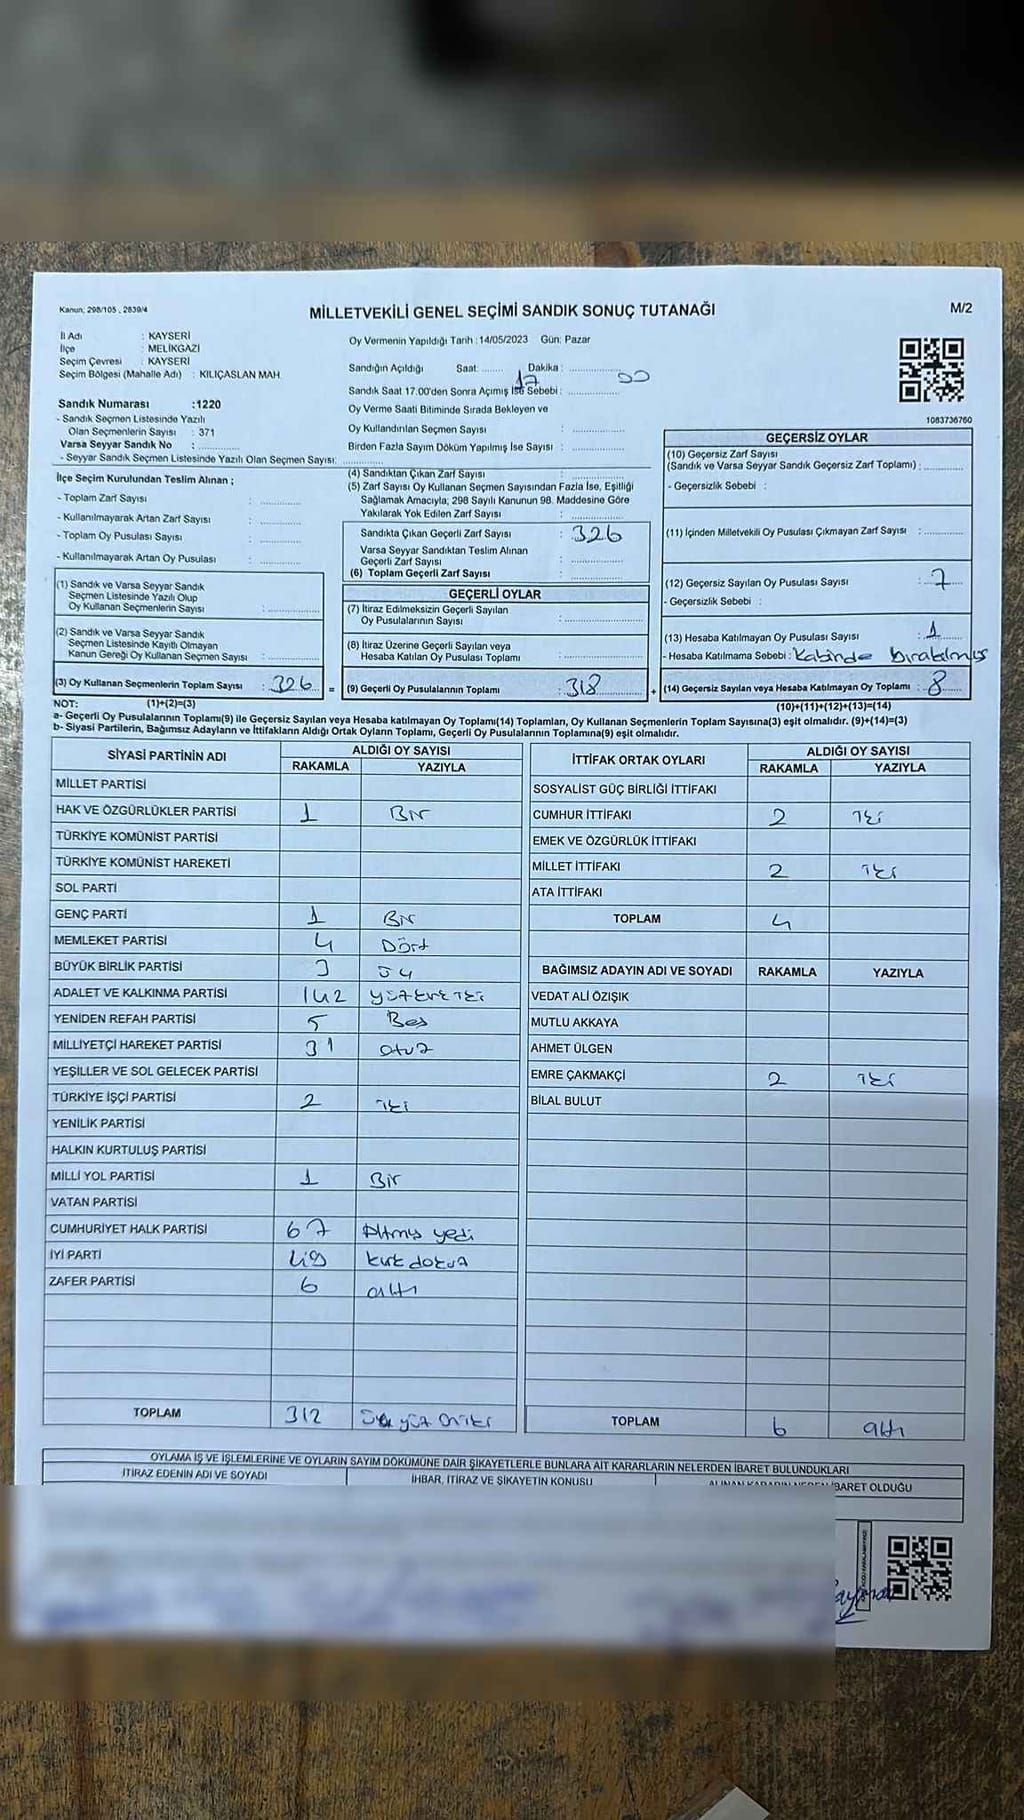 Kanun; 298/105 , 2839/4
MİLLETVEKİLİ GENEL SEÇİMİ SANDIK SONUÇ TUTANAĞI
M/2
İl Adı : KAYSERİ
İlçe : MELİKGAZİ
Seçim Çevresi : KAYSERİ
Seçim Bölgesi (Mahalle Adı) : KILIÇASLAN MAH.
Sandık Numarası :1220
- Sandık Seçmen Listesinde Yazılı
Olan Seçmenlerin Sayısı : 371
Varsa Seyyar Sandık No :
- Seyyar Sandık Seçmen Listesinde Yazılı Olan Seçmen Sayısı:
İlçe Seçim Kurulundan Teslim Alınan ;
- Toplam Zarf Sayısı :
- Kullanılmayarak Artan Zarf Sayısı :
- Toplam Oy Pusulası Sayısı :
- Kullanılmayarak Artan Oy Pusulası :
(1) Sandık ve Varsa Seyyar Sandık
Seçmen Listesinde Yazılı Olup
Oy Kullanan Seçmenlerin Sayısı :
(2) Sandık ve Varsa Seyyar Sandık
Seçmen Listesinde Kayıtlı Olmayan
Kanun Gereği Oy Kullanan Seçmen Sayısı :
(3) Oy Kullanan Seçmenlerin Toplam Sayısı : 326 =
Oy Vermenin Yapıldığı Tarih :14/05/2023 Gün: Pazar
Sandığın Açıldığı Saat: 17 Dakika : 00
Sandık Saat 17.00'den Sonra Açımış İse Sebebi :
Oy Verme Saati Bitiminde Sırada Bekleyen ve
Oy Kullandırılan Seçmen Sayısı :
Birden Fazla Sayım Döküm Yapılmış İse Sayısı :
(4) Sandıktan Çıkan Zarf Sayısı :
(5) Zarf Sayısı Oy Kullanan Seçmen Sayısından Fazla İse, Eşitliği
Sağlamak Amacıyla; 298 Sayılı Kanunun 98. Maddesine Göre
Yakılarak Yok Edilen Zarf Sayısı :
Sandıkta Çıkan Geçerli Zarf Sayısı : 326
Varsa Seyyar Sandıktan Teslim Alınan
Geçerli Zarf Sayısı :
(6) Toplam Geçerli Zarf Sayısı :
GEÇERLİ OYLAR
(7) İtiraz Edilmeksizin Geçerli Sayılan
Oy Pusulalarının Sayısı :
(8) İtiraz Üzerine Geçerli Sayılan veya
Hesaba Katılan Oy Pusulası Toplamı :
(9) Geçerli Oy Pusulalarının Toplamı : 318 +
1083736760
GEÇERSİZ OYLAR
(10) Geçersiz Zarf Sayısı
(Sandık ve Varsa Seyyar Sandık Geçersiz Zarf Toplamı) :
- Geçersizlik Sebebi :
(11) İçinden Milletvekili Oy Pusulası Çıkmayan Zarf Sayısı :
(12) Geçersiz Sayılan Oy Pusulası Sayısı : 7
- Geçersizlik Sebebi :
(13) Hesaba Katılmayan Oy Pusulası Sayısı : 1
- Hesaba Katılmama Sebebi : Kabinde bırakılmış
(14) Geçersiz Sayılan veya Hesaba Katılmayan Oy Toplamı : 8
NOT: (1)+(2)=(3)
(10)+(11)+(12)+(13)=(14)
a- Geçerli Oy Pusulalarının Toplamı(9) ile Geçersiz Sayılan veya Hesaba katılmayan Oy Toplamı(14) Toplamları, Oy Kullanan Seçmenlerin Toplam Sayısına(3) eşit olmalıdır. (9)+(14)=(3)
b- Siyasi Partilerin, Bağımsız Adayların ve İttifakların Aldığı Ortak Oyların Toplamı, Geçerli Oy Pusulalarının Toplamına(9) eşit olmalıdır.
SİYASİ PARTİNİN ADI ALDIĞI OY SAYISI
RAKAMLA YAZIYLA
MİLLET PARTİSİ
HAK VE ÖZGÜRLÜKLER PARTİSİ 1 Bir
TÜRKİYE KOMÜNİST PARTİSİ
TÜRKİYE KOMÜNİST HAREKETİ
SOL PARTİ
GENÇ PARTİ 1 Bir
MEMLEKET PARTİSİ 4 Dört
BÜYÜK BİRLİK PARTİSİ 3
ADALET VE KALKINMA PARTİSİ 142
YENİDEN REFAH PARTİSİ 5 Beş
MİLLİYETÇİ HAREKET PARTİSİ 31 otuz
YEŞİLLER VE SOL GELECEK PARTİSİ
TÜRKİYE İŞÇİ PARTİSİ 2 iki
YENİLİK PARTİSİ
HALKIN KURTULUŞ PARTİSİ
MİLLİ YOL PARTİSİ 1 Bir
VATAN PARTİSİ
CUMHURİYET HALK PARTİSİ 67 Altmış yedi
İYİ PARTİ 49 kırk dokuz
ZAFER PARTİSİ 6 altı
TOPLAM 312 Üç yüz oniki
İTTİFAK ORTAK OYLARI ALDIĞI OY SAYISI
RAKAMLA YAZIYLA
SOSYALİST GÜÇ BİRLİĞİ İTTİFAKI
CUMHUR İTTİFAKI 2 iki
EMEK VE ÖZGÜRLÜK İTTİFAKI
MİLLET İTTİFAKI 2 iki
ATA İTTİFAKI
TOPLAM 4
BAĞIMSIZ ADAYIN ADI VE SOYADI RAKAMLA YAZIYLA
VEDAT ALİ ÖZIŞIK
MUTLU AKKAYA
AHMET ÜLGEN
EMRE ÇAKMAKÇİ 2 iki
BİLAL BULUT
TOPLAM 6 altı
OYLAMA İŞ VE İŞLEMLERİNE VE OYLARIN SAYIM DÖKÜMÜNE DAİR ŞİKAYETLERLE BUNLARA AİT KARARLARIN NELERDEN İBARET BULUNDUKLARI
İTİRAZ EDENİN ADI VE SOYADI İHBAR, İTİRAZ VE ŞİKAYETİN KONUSU ALINAN KARARIN NEDEN İBARET OLDUĞU